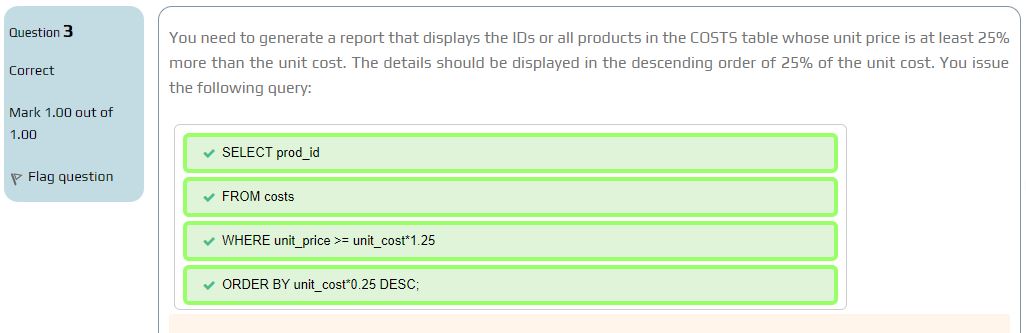 Question 3
Correct
Mark 1.00 out of
1.00
Flag question
You need to generate a report that displays the IDs or all products in the COSTS table whose unit price is at least 25%
more than the unit cost. The details should be displayed in the descending order of 25% of the unit cost. You issue
the following query:
SELECT prod_id
FROM costs
WHERE unit_price >= unit_cost*1.25
ORDER BY unit_cost*0.25 DESC;